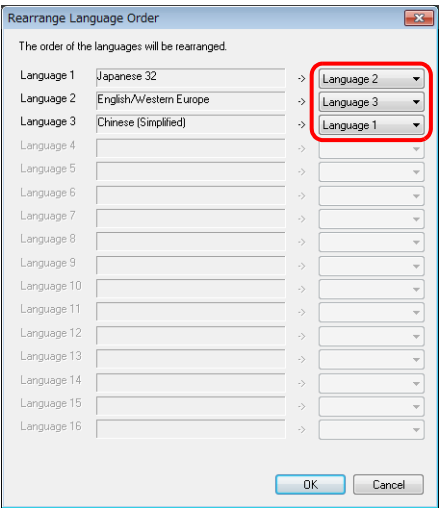 Rearrange Language Order
The order of the languages will be rearranged.
Language 1 Japanese 32 -> Language 2
Language 2 English/Western Europe -> Language 3
Language 3 Chinese (Simplified) -> Language 1
Language 4 ->
Language 5 ->
Language 6 ->
Language 7 ->
Language 8 ->
Language 9 ->
Language 10 ->
Language 11 ->
Language 12 ->
Language 13 ->
Language 14 ->
Language 15 ->
Language 16 ->
OK Cancel